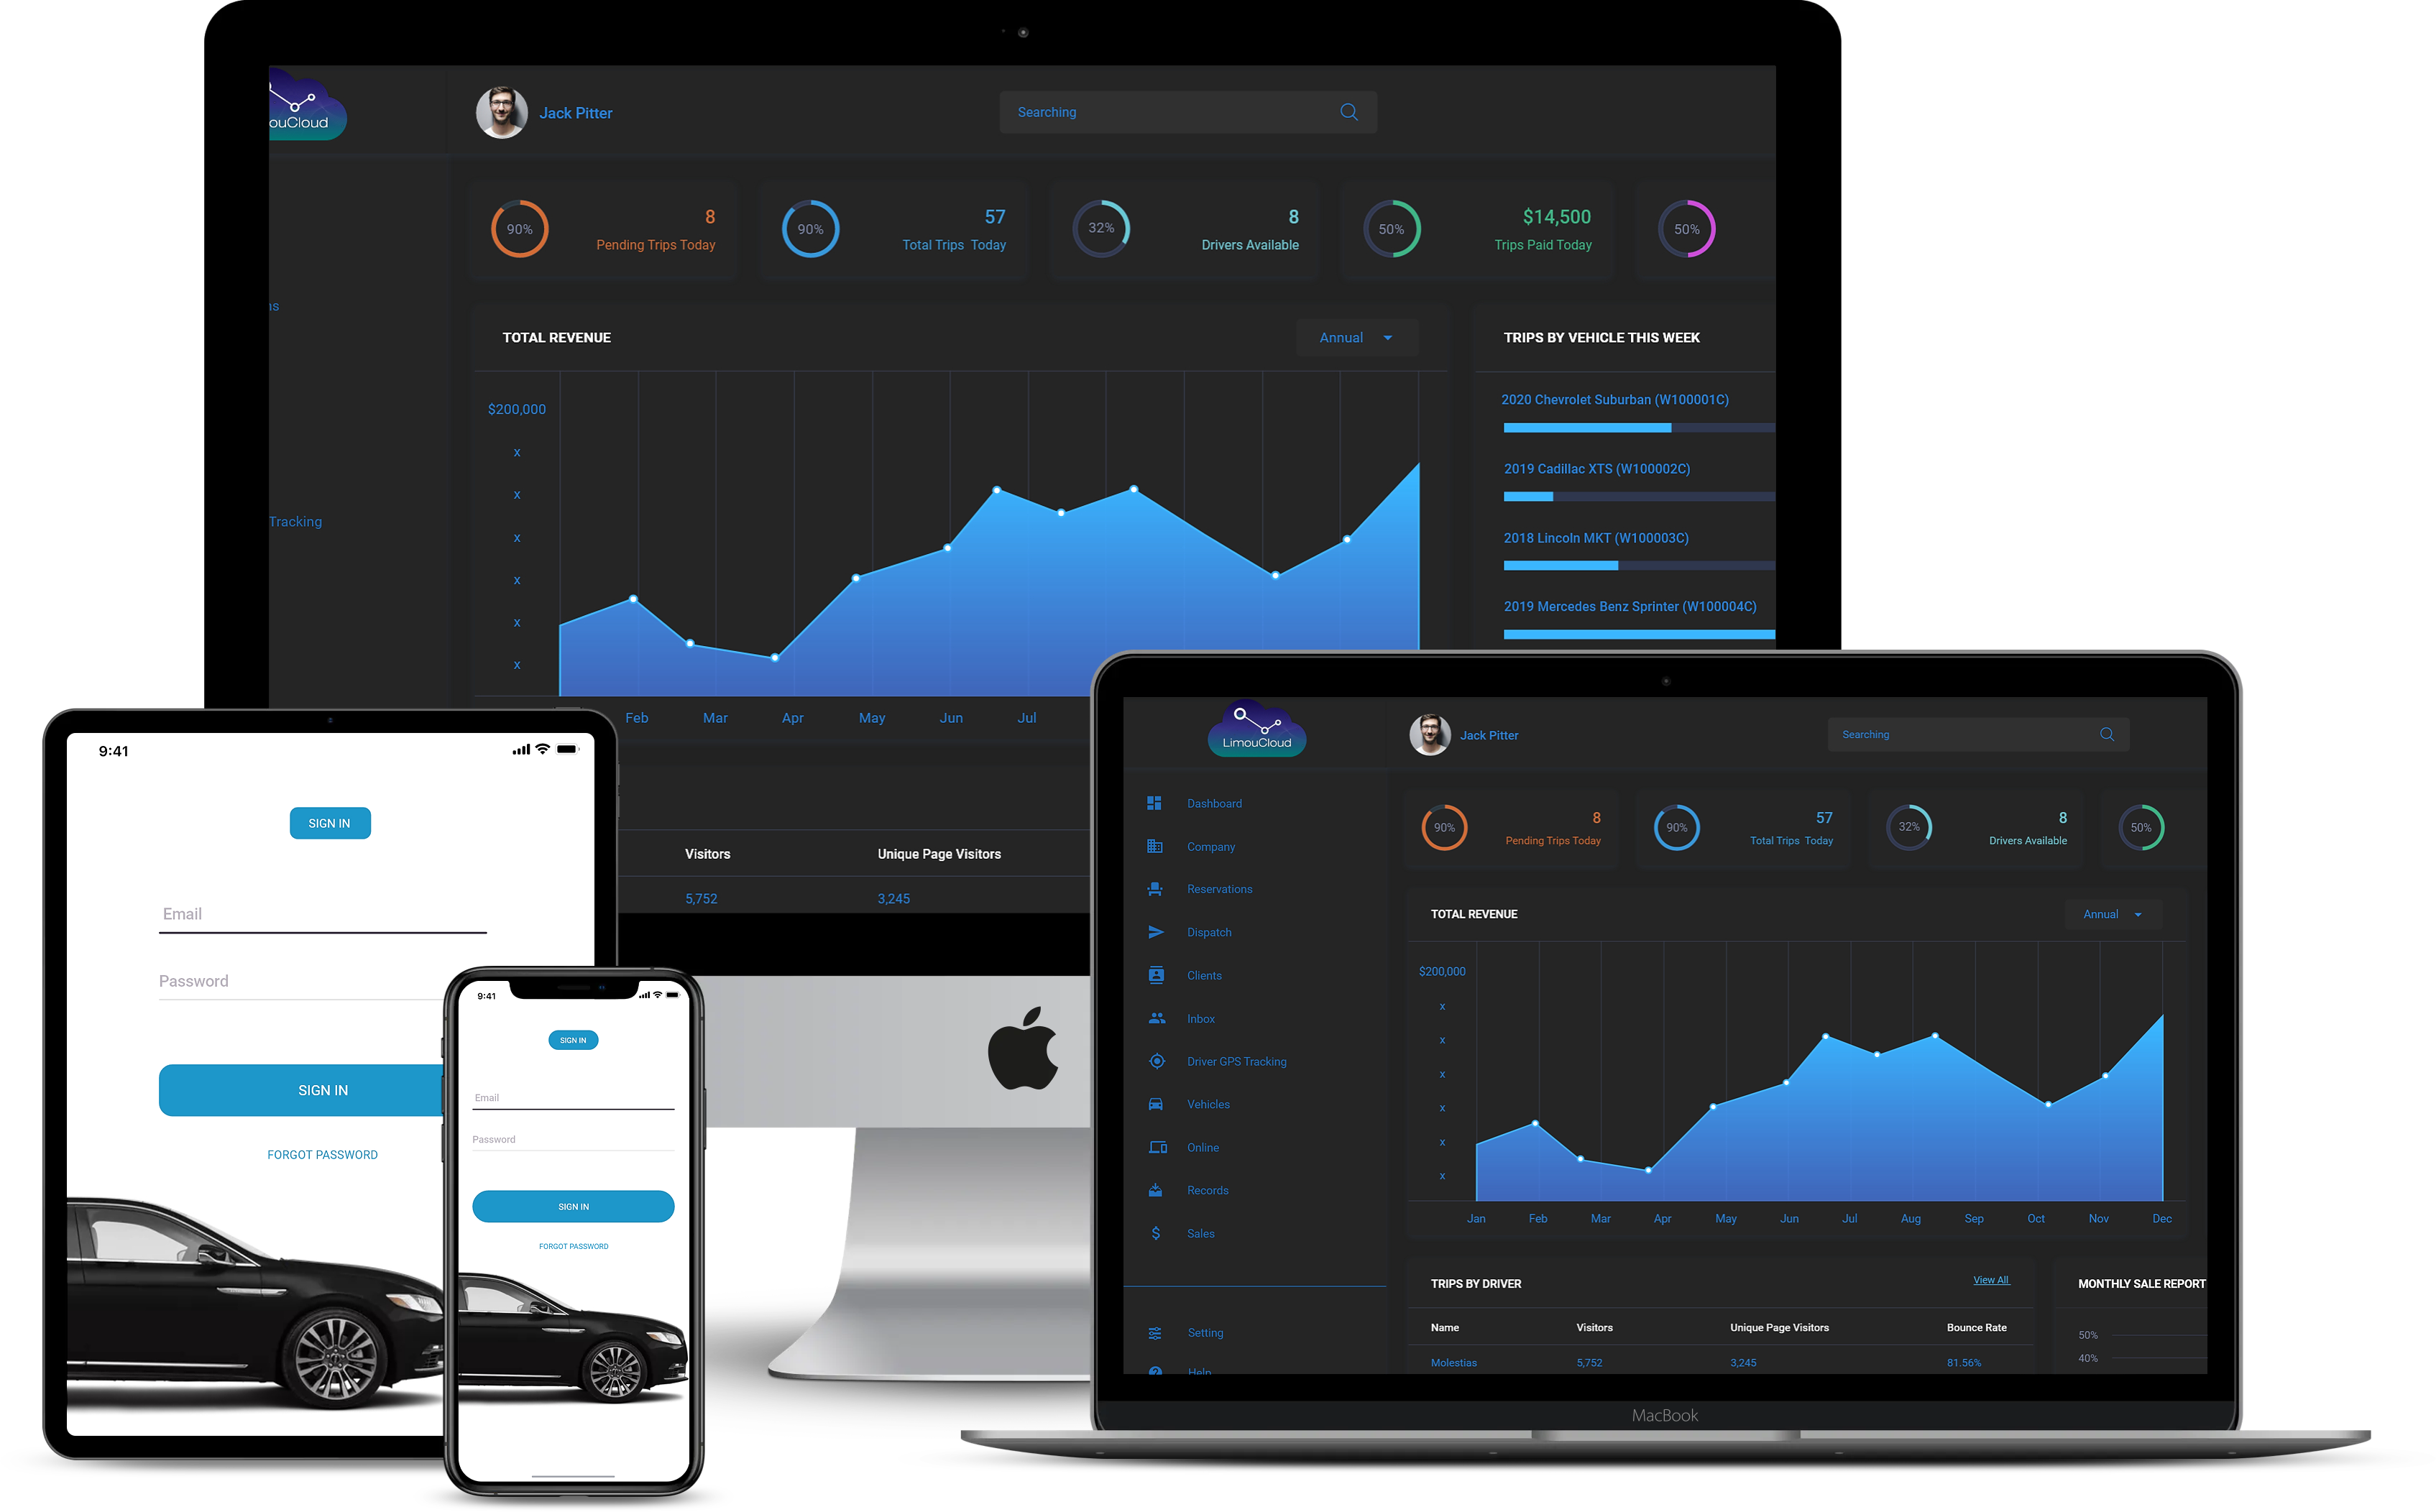 ouCloud
Jack Pitter
Searching
90%
8
Pending Trips Today
90%
57
Total Trips Today
32%
8
Drivers Available
50%
$14,500
Trips Paid Today
50%
ns
Tracking
TOTAL REVENUE
Annual
$200,000
x
x
x
x
x
x
Feb Mar Apr May Jun Jul
TRIPS BY VEHICLE THIS WEEK
2020 Chevrolet Suburban (W100001C)
2019 Cadillac XTS (W100002C)
2018 Lincoln MKT (W100003C)
2019 Mercedes Benz Sprinter (W100004C)
Visitors Unique Page Visitors
5,752 3,245
9:41
SIGN IN
Email
Password
SIGN IN
FORGOT PASSWORD
9:41
SIGN IN
Email
Password
SIGN IN
FORGOT PASSWORD
LimouCloud
Jack Pitter
Searching
Dashboard
Company
Reservations
Dispatch
Clients
Inbox
Driver GPS Tracking
Vehicles
Online
Records
Sales
Setting
Help
90%
8
Pending Trips Today
90%
57
Total Trips Today
32%
8
Drivers Available
50%
TOTAL REVENUE
Annual
$200,000
x
x
x
x
x
x
Jan Feb Mar Apr May Jun Jul Aug Sep Oct Nov Dec
TRIPS BY DRIVER
View All
Name Visitors Unique Page Visitors Bounce Rate
Molestias 5,752 3,245 81.56%
MONTHLY SALE REPORT
50%
40%
MacBook